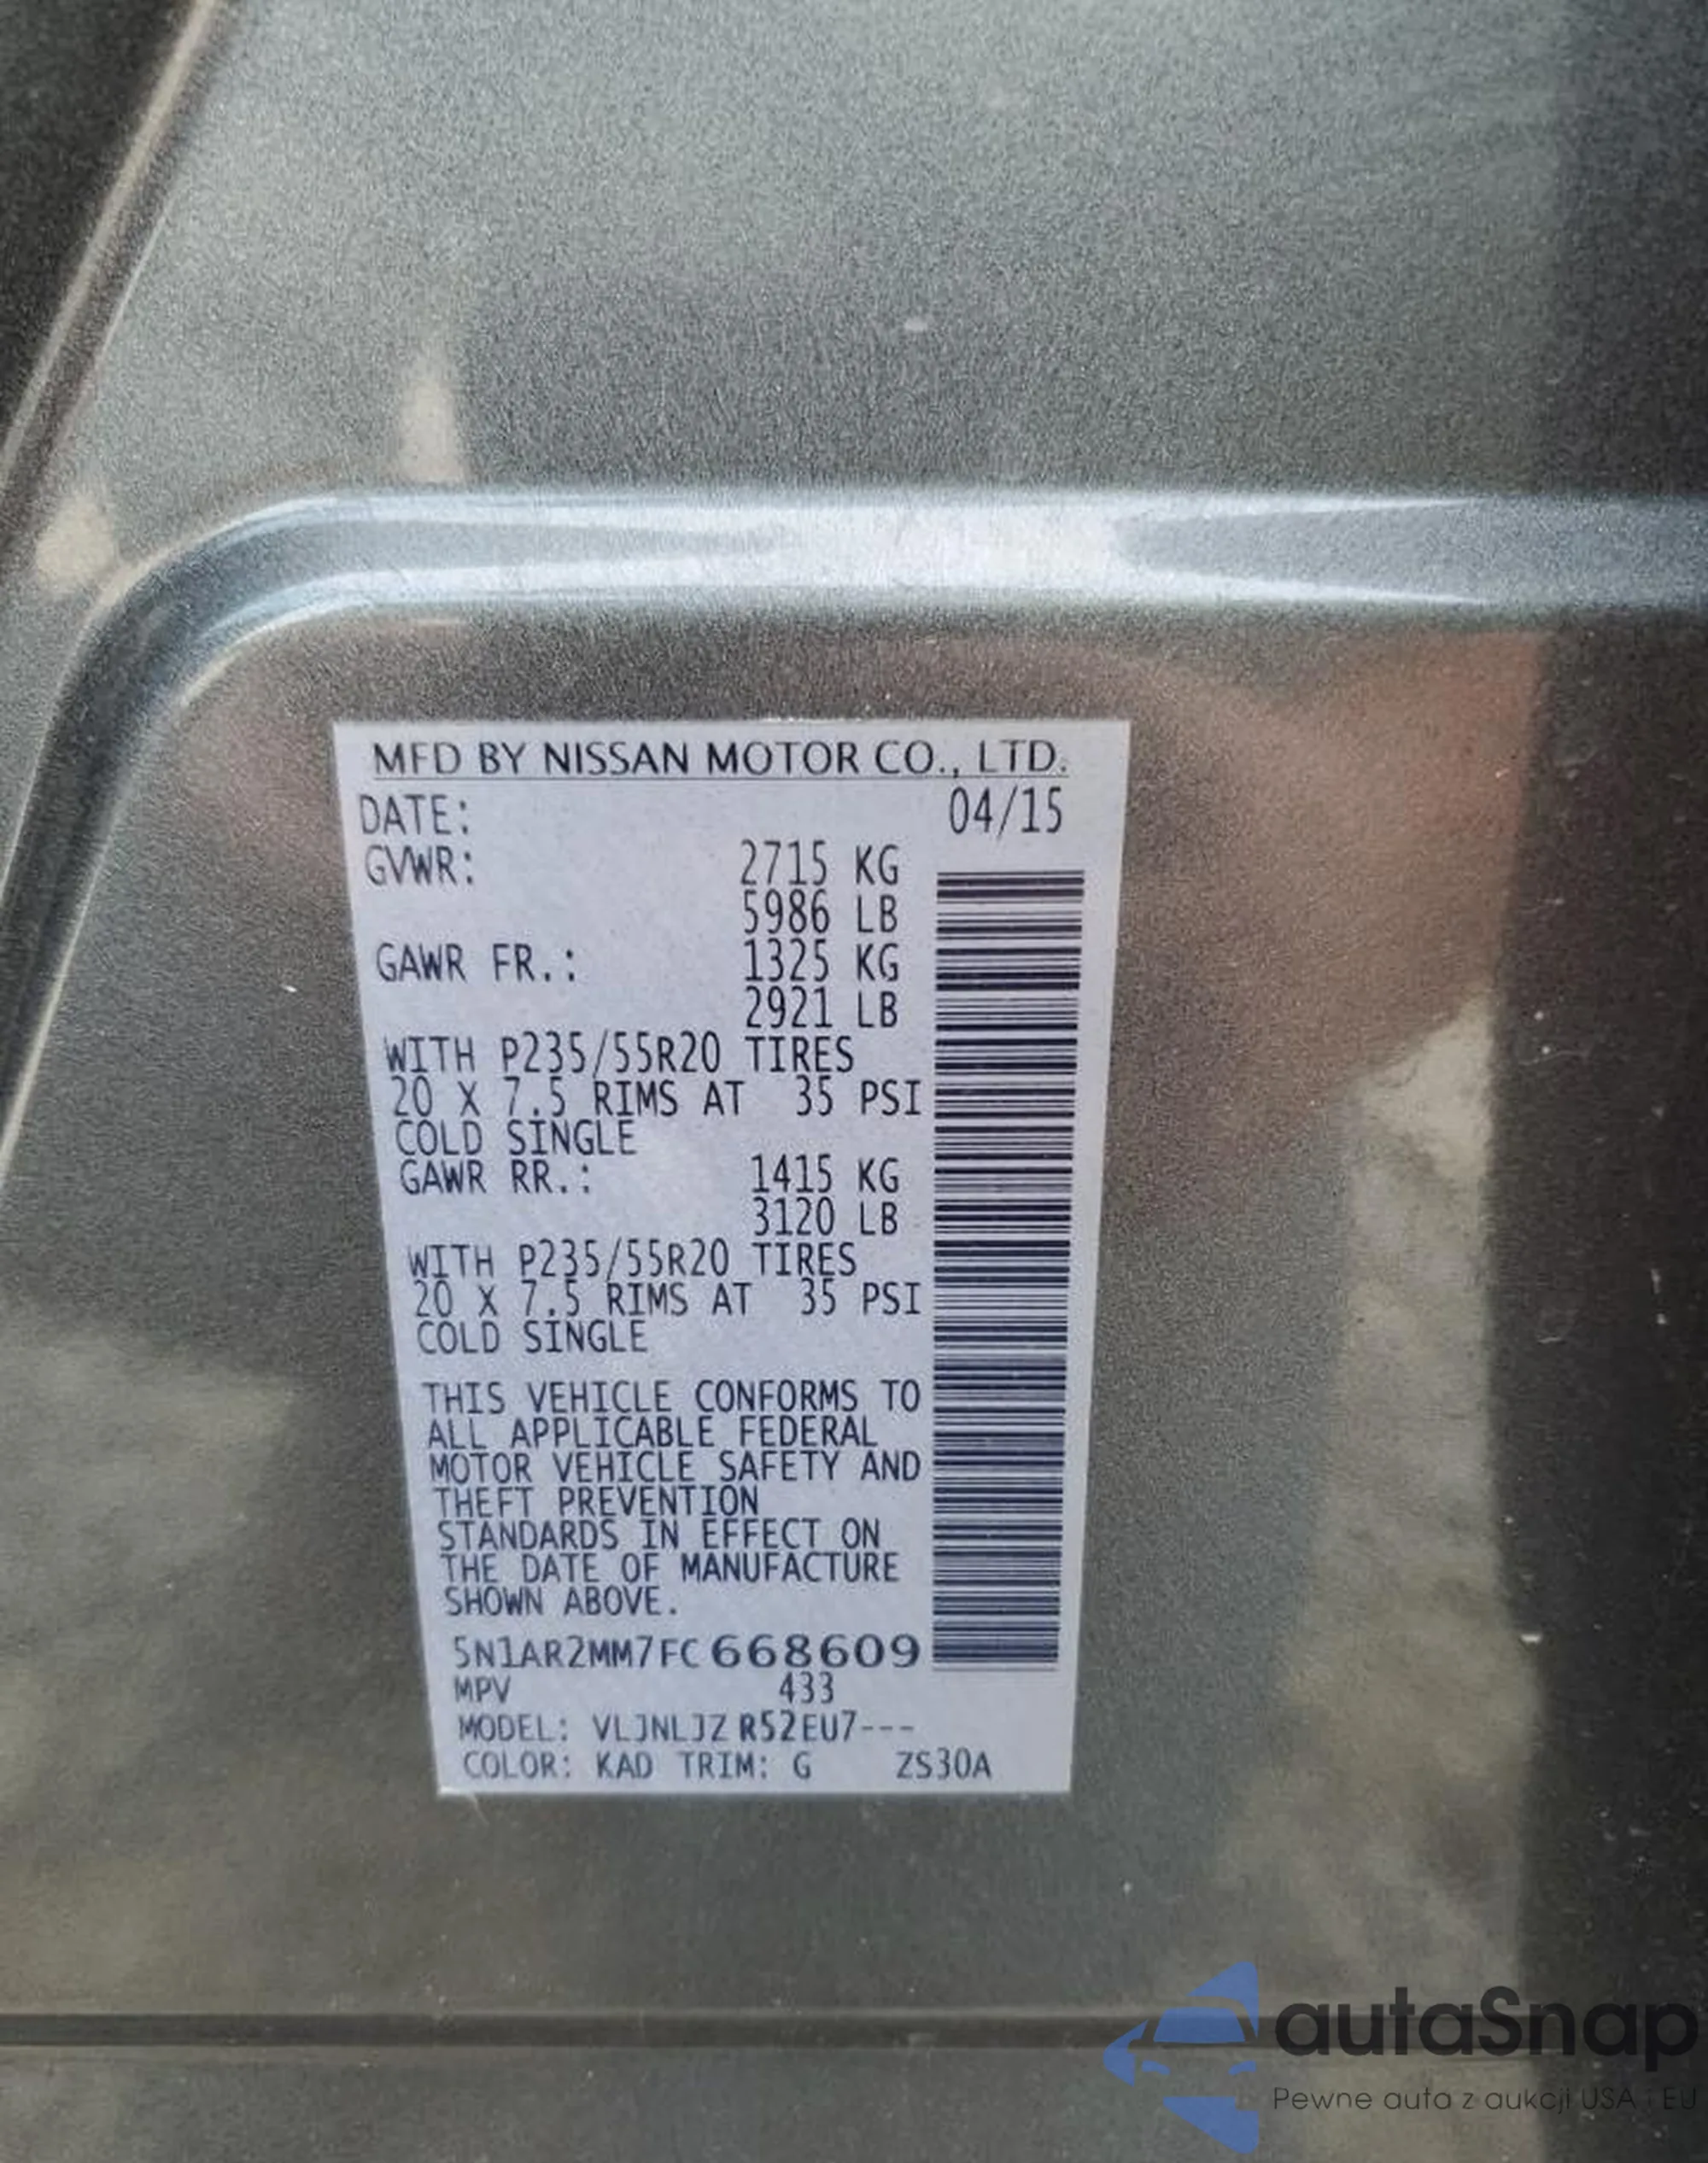 MFD BY NISSAN MOTOR CO., LTD.
DATE: 04/15
GVWR: 2715 KG
5986 LB
GAWR FR.: 1325 KG
2921 LB
WITH P235/55R20 TIRES
20 X 7.5 RIMS AT 35 PSI
COLD SINGLE
GAWR RR.: 1415 KG
3120 LB
WITH P235/55R20 TIRES
20 X 7.5 RIMS AT 35 PSI
COLD SINGLE
THIS VEHICLE CONFORMS TO
ALL APPLICABLE FEDERAL
MOTOR VEHICLE SAFETY AND
THEFT PREVENTION
STANDARDS IN EFFECT ON
THE DATE OF MANUFACTURE
SHOWN ABOVE.
5N1AR2MM7FC668609
MPV 433
MODEL: VLJNLJZ R52EU7---
COLOR: KAD TRIM: G ZS30A
autaSnap
Pewne auta z aukcji USA i EU